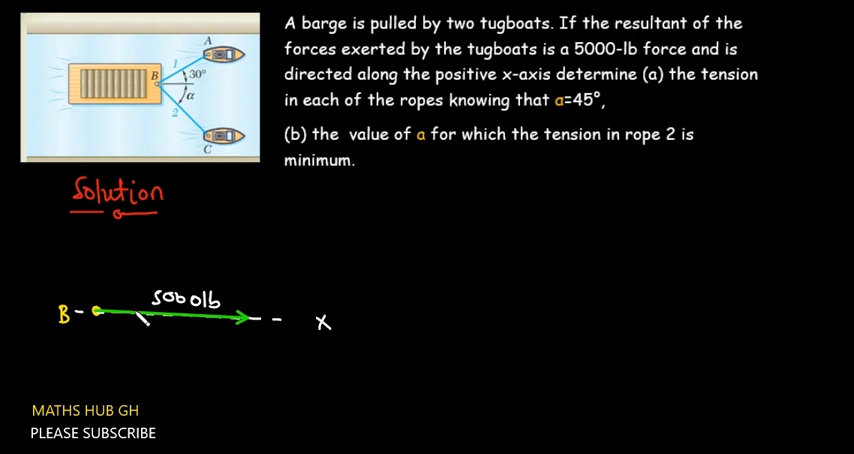 A barge is pulled by two tugboats. If the resultant of the
forces exerted by the tugboats is a 5000-lb force and is
directed along the positive x-axis determine (a) the tension
in each of the ropes knowing that a=45°,
(b) the value of a for which the tension in rope 2 is
minimum.
A
1
B
30°
α
2
C
Solution
5000lb
B
X
MATHS HUB GH
PLEASE SUBSCRIBE